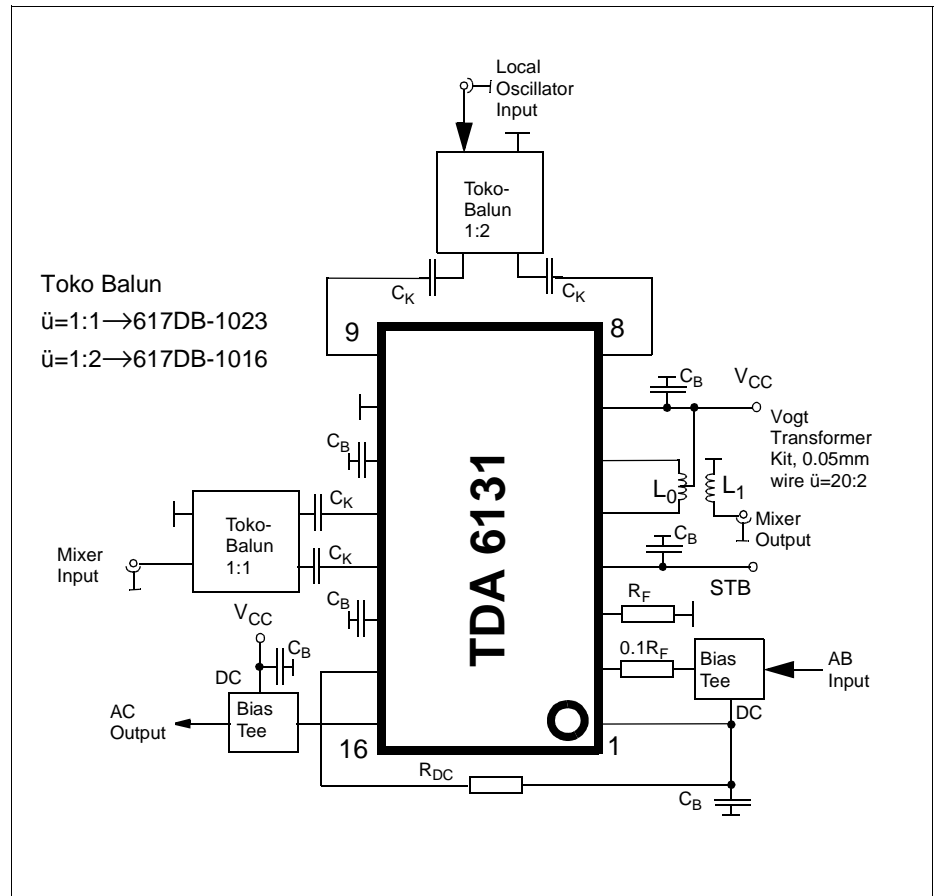 Local
Oscillator
Input
Toko-
Balun
1:2
C_K
C_K
Toko Balun
ü=1:1→617DB-1023
ü=1:2→617DB-1016
9
8
C_B
V_CC
Vogt
Transformer
Kit, 0.05mm
wire ü=20:2
C_B
TDA 6131
L_0
L_1
C_K
Toko-
Balun
1:1
C_K
Mixer
Output
Mixer
Input
C_B
STB
C_B
R_F
V_CC
C_B
0.1R_F
Bias
Tee
AB
Input
DC
DC
AC
Output
Bias
Tee
16
1
R_DC
C_B